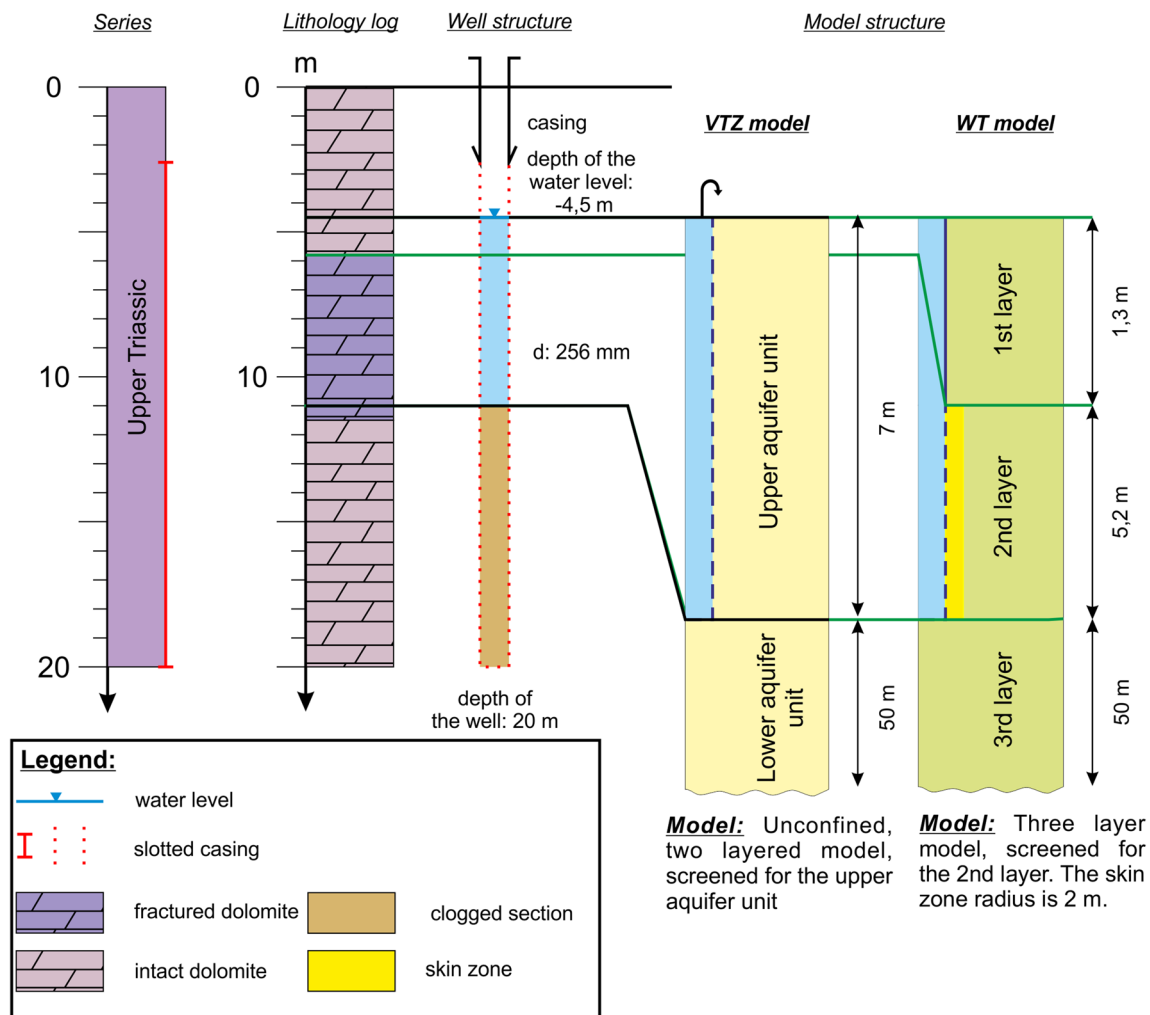 Series
Lithology log
Well structure
Model structure
m
0
10
20
Upper Triassic
0
10
casing
depth of the
water level:
-4,5 m
d: 256 mm
depth of
the well: 20 m
VTZ model
WT model
Upper aquifer unit
Lower aquifer
unit
7 m
50 m
1st layer
2nd layer
3rd layer
1,3 m
5,2 m
50 m
Model: Unconfined,
two layered model,
screened for the upper
aquifer unit
Model: Three layer
model, screened for
the 2nd layer. The skin
zone radius is 2 m.
Legend:
water level
slotted casing
fractured dolomite
clogged section
intact dolomite
skin zone